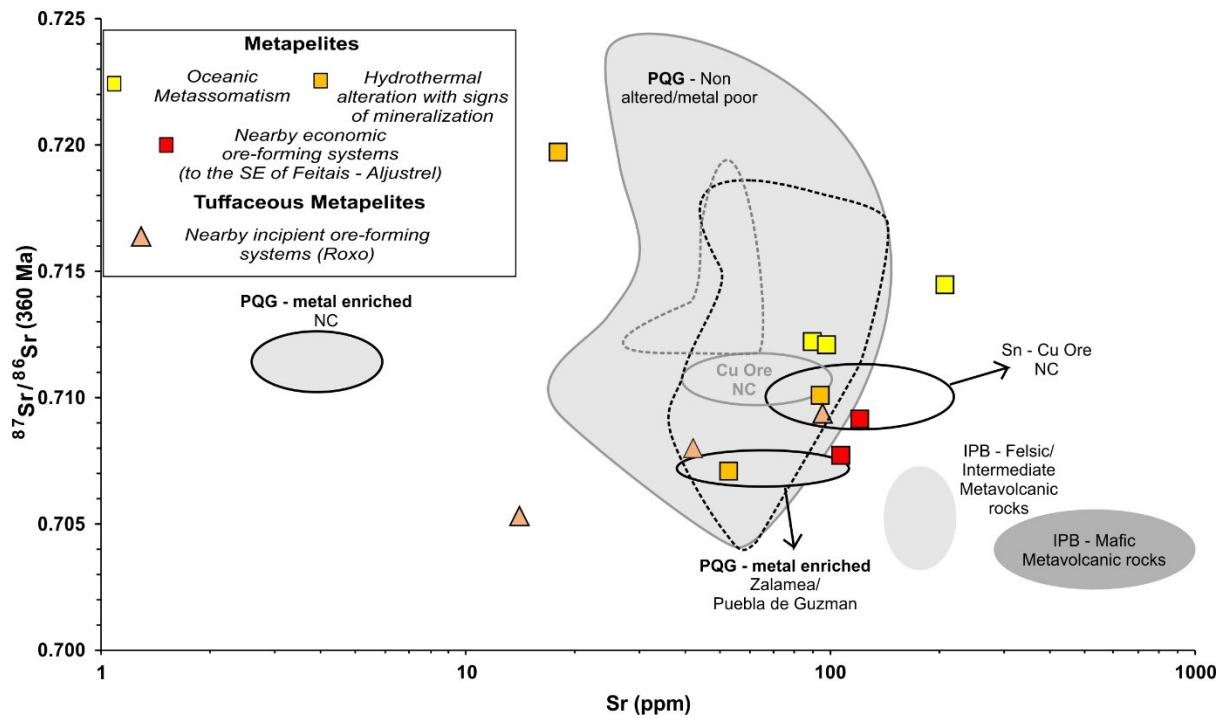 0.725
0.720
0.715
0.710
0.705
0.700
⁸⁷Sr/⁸⁶Sr (360 Ma)
Metapelites
Oceanic
Metassomatism
Hydrothermal
alteration with signs
of mineralization
Nearby economic
ore-forming systems
(to the SE of Feitais - Aljustrel)
Tuffaceous Metapelites
Nearby incipient ore-forming
systems (Roxo)
PQG - Non
altered/metal poor
PQG - metal enriched
NC
Cu Ore
NC
Sn - Cu Ore
NC
IPB - Felsic/
Intermediate
Metavolcanic
rocks
IPB - Mafic
Metavolcanic rocks
PQG - metal enriched
Zalamea/
Puebla de Guzman
1
10
100
1000
Sr (ppm)